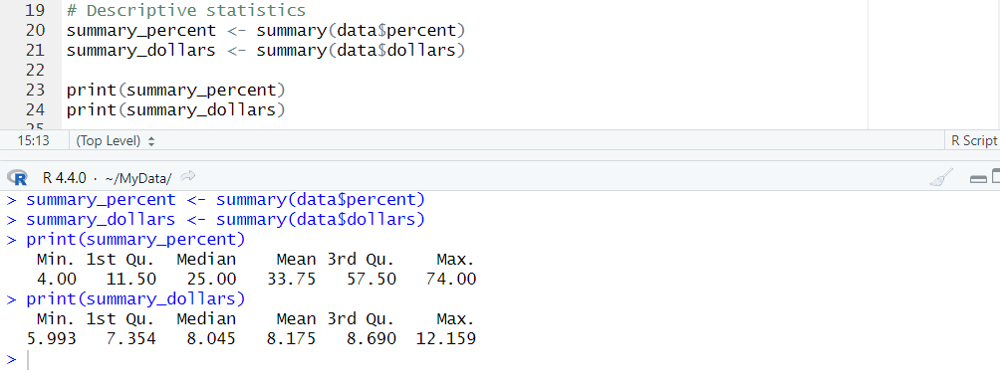 19 # Descriptive statistics
20 summary_percent <- summary(data$percent)
21 summary_dollars <- summary(data$dollars)
22
23 print(summary_percent)
24 print(summary_dollars)
25
15:13 (Top Level) R Script
R R 4.4.0 · ~/MyData/
> summary_percent <- summary(data$percent)
> summary_dollars <- summary(data$dollars)
> print(summary_percent)
   Min. 1st Qu.  Median    Mean 3rd Qu.    Max.
   4.00   11.50   25.00   33.75   57.50   74.00
> print(summary_dollars)
   Min. 1st Qu.  Median    Mean 3rd Qu.    Max.
  5.993   7.354   8.045   8.175   8.690  12.159
>